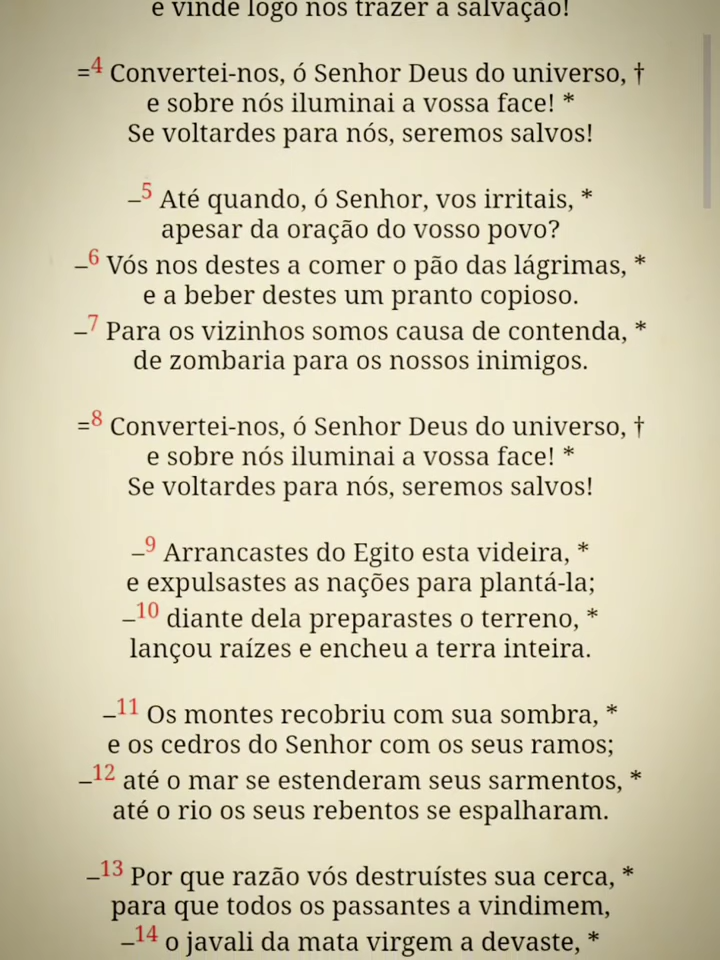 e vinde logo nos trazer a salvação!
=4 Convertei-nos, ó Senhor Deus do universo, †
e sobre nós iluminai a vossa face! *
Se voltardes para nós, seremos salvos!
–5 Até quando, ó Senhor, vos irritais, *
apesar da oração do vosso povo?
–6 Vós nos destes a comer o pão das lágrimas, *
e a beber destes um pranto copioso.
–7 Para os vizinhos somos causa de contenda, *
de zombaria para os nossos inimigos.
=8 Convertei-nos, ó Senhor Deus do universo, †
e sobre nós iluminai a vossa face! *
Se voltardes para nós, seremos salvos!
–9 Arrancastes do Egito esta videira, *
e expulsastes as nações para plantá-la;
–10 diante dela preparastes o terreno, *
lançou raízes e encheu a terra inteira.
–11 Os montes recobriu com sua sombra, *
e os cedros do Senhor com os seus ramos;
–12 até o mar se estenderam seus sarmentos, *
até o rio os seus rebentos se espalharam.
–13 Por que razão vós destruístes sua cerca, *
para que todos os passantes a vindimem,
–14 o javali da mata virgem a devaste, *